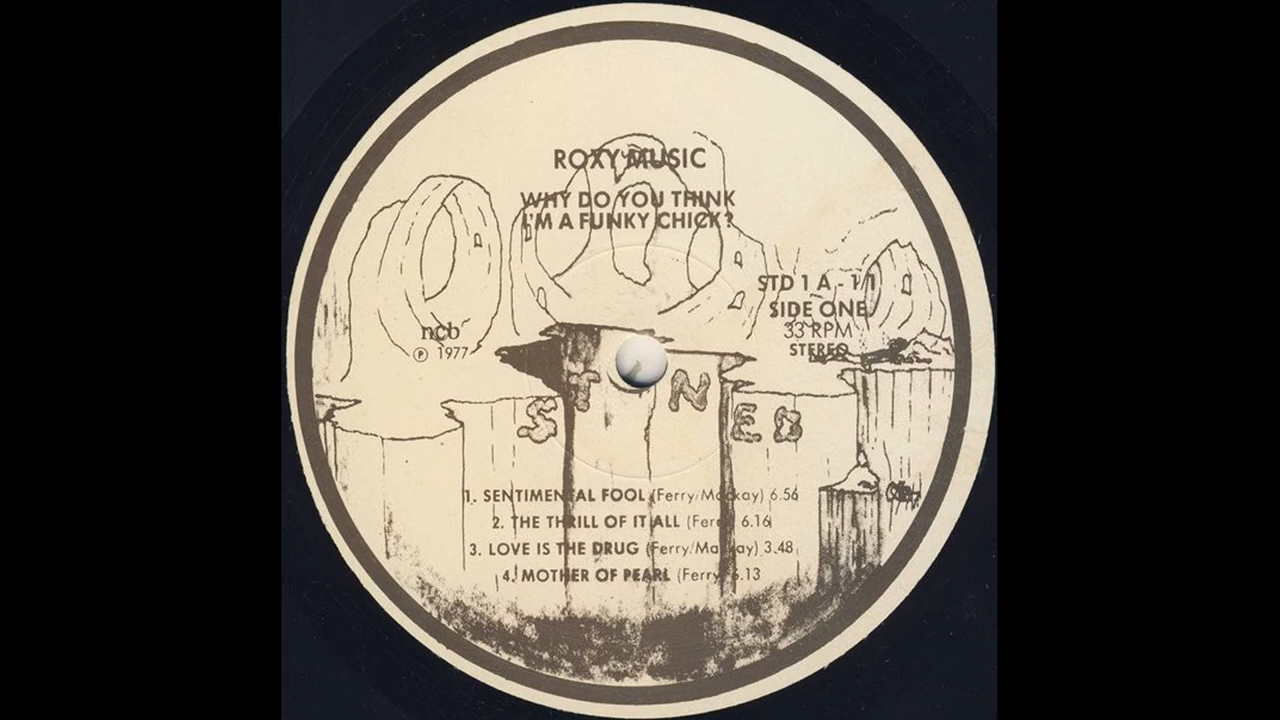 ROXY MUSIC
WHY DO YOU THINK
I'M A FUNKY CHICK?
STD 1 A - 1/1
SIDE ONE
33 RPM
STEREO
ncb
Ⓟ 1977
STONED
1. SENTIMENTAL FOOL (Ferry/Mackay) 6.56
2. THE THRILL OF IT ALL (Ferry) 6.16
3. LOVE IS THE DRUG (Ferry/Mackay) 3.48
4. MOTHER OF PEARL (Ferry) 6.13